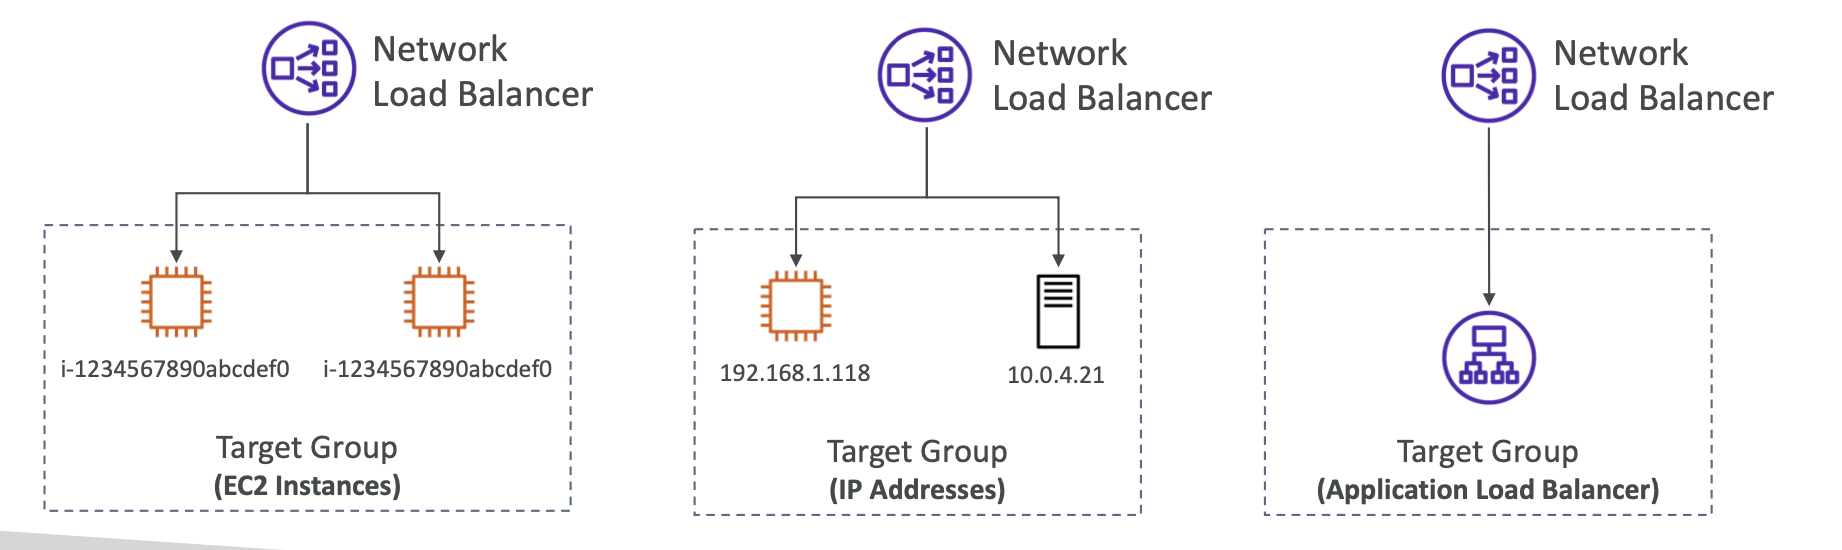 Network
Load Balancer
i-1234567890abcdef0
i-1234567890abcdef0
Target Group
(EC2 Instances)
Network
Load Balancer
192.168.1.118
10.0.4.21
Target Group
(IP Addresses)
Network
Load Balancer
Target Group
(Application Load Balancer)